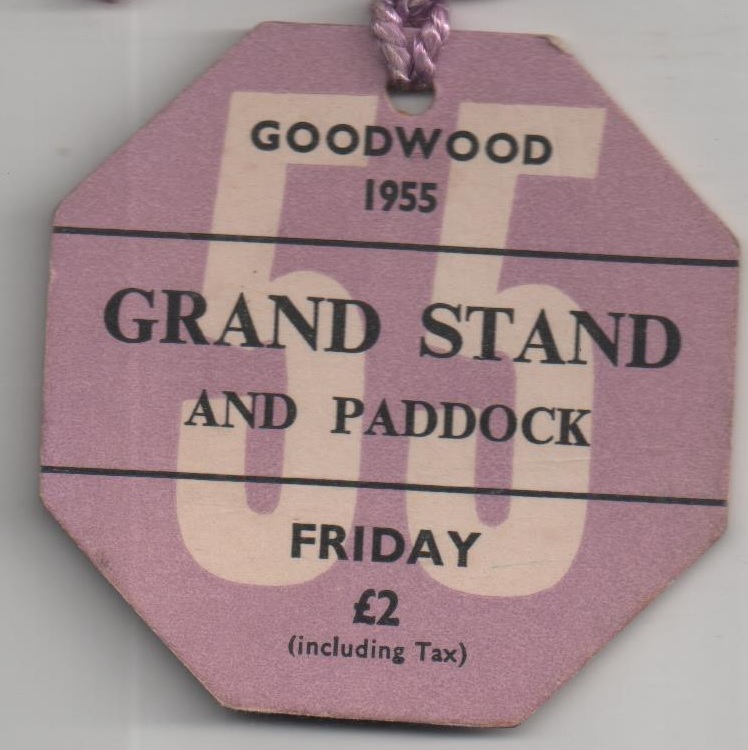 55
GOODWOOD
1955
GRAND STAND
AND PADDOCK
FRIDAY
£2
(including Tax)